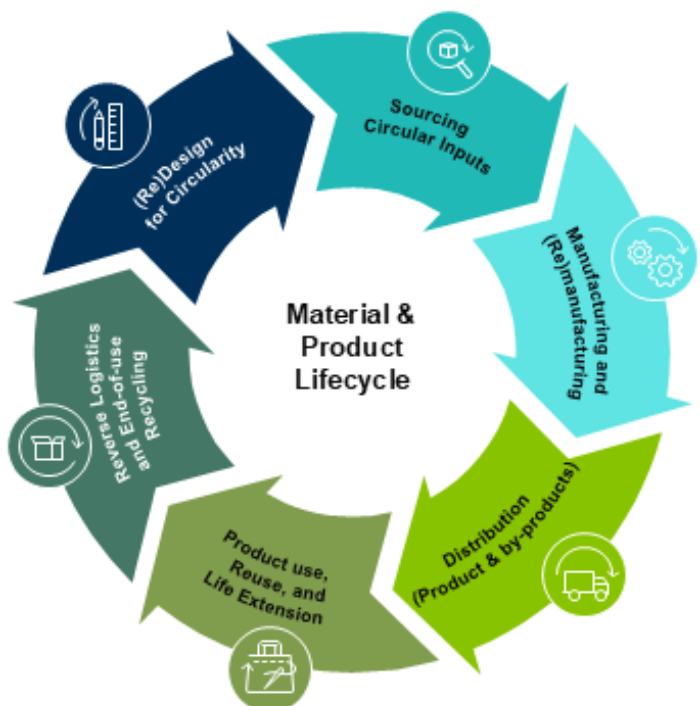 Material &
Product
Lifecycle
(Re)Design
for Circularity
Sourcing
Circular Inputs
Manufacturing and
(Re)manufacturing
Distribution
(Product & by-products)
Product use,
Reuse, and
Life Extension
Reverse Logistics
and End-of-use
Recycling